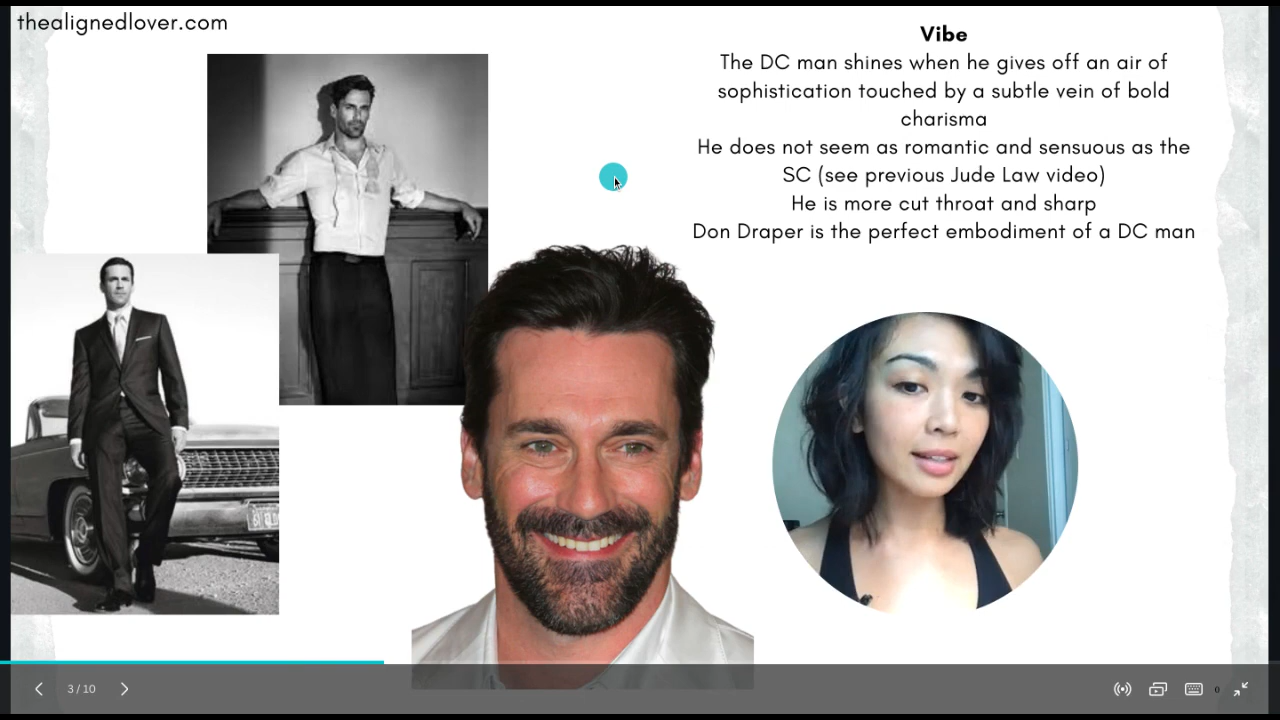 thealignedlover.com
Vibe
The DC man shines when he gives off an air of
sophistication touched by a subtle vein of bold
charisma
He does not seem as romantic and sensuous as the
SC (see previous Jude Law video)
He is more cut throat and sharp
Don Draper is the perfect embodiment of a DC man
3 / 10
0